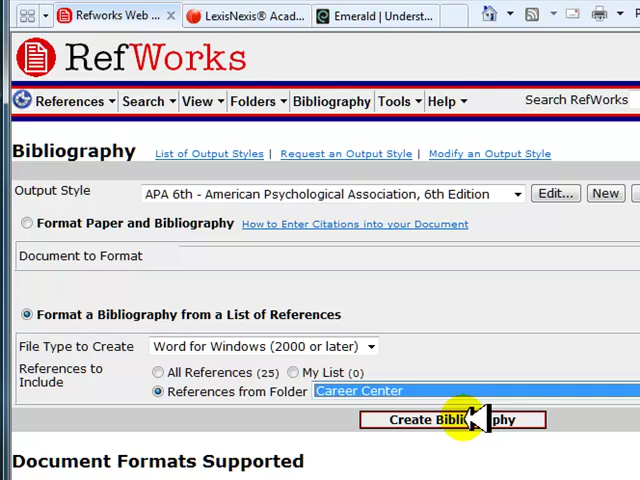 Refworks Web ... LexisNexis® Acad... Emerald | Underst...
RefWorks
References Search View Folders Bibliography Tools Help Search RefWorks
Bibliography List of Output Styles | Request an Output Style | Modify an Output Style
Output Style APA 6th - American Psychological Association, 6th Edition Edit... New
Format Paper and Bibliography How to Enter Citations into your Document
Document to Format
Format a Bibliography from a List of References
File Type to Create Word for Windows (2000 or later)
References to Include All References (25) My List (0)
References from Folder Career Center
Create Bibliography
Document Formats Supported